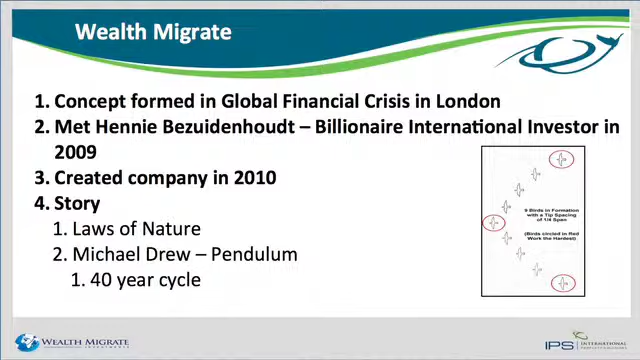 Wealth Migrate
1. Concept formed in Global Financial Crisis in London
2. Met Hennie Bezuidenhoudt – Billionaire International Investor in
2009
3. Created company in 2010
4. Story
1. Laws of Nature
2. Michael Drew – Pendulum
1. 40 year cycle
9 Birds in Formation
with a Tip Spacing
of 1/4 Span
(Birds circled in Red
Work the Hardest)
WEALTH MIGRATE
INVESTMENTS
IPS INTERNATIONAL